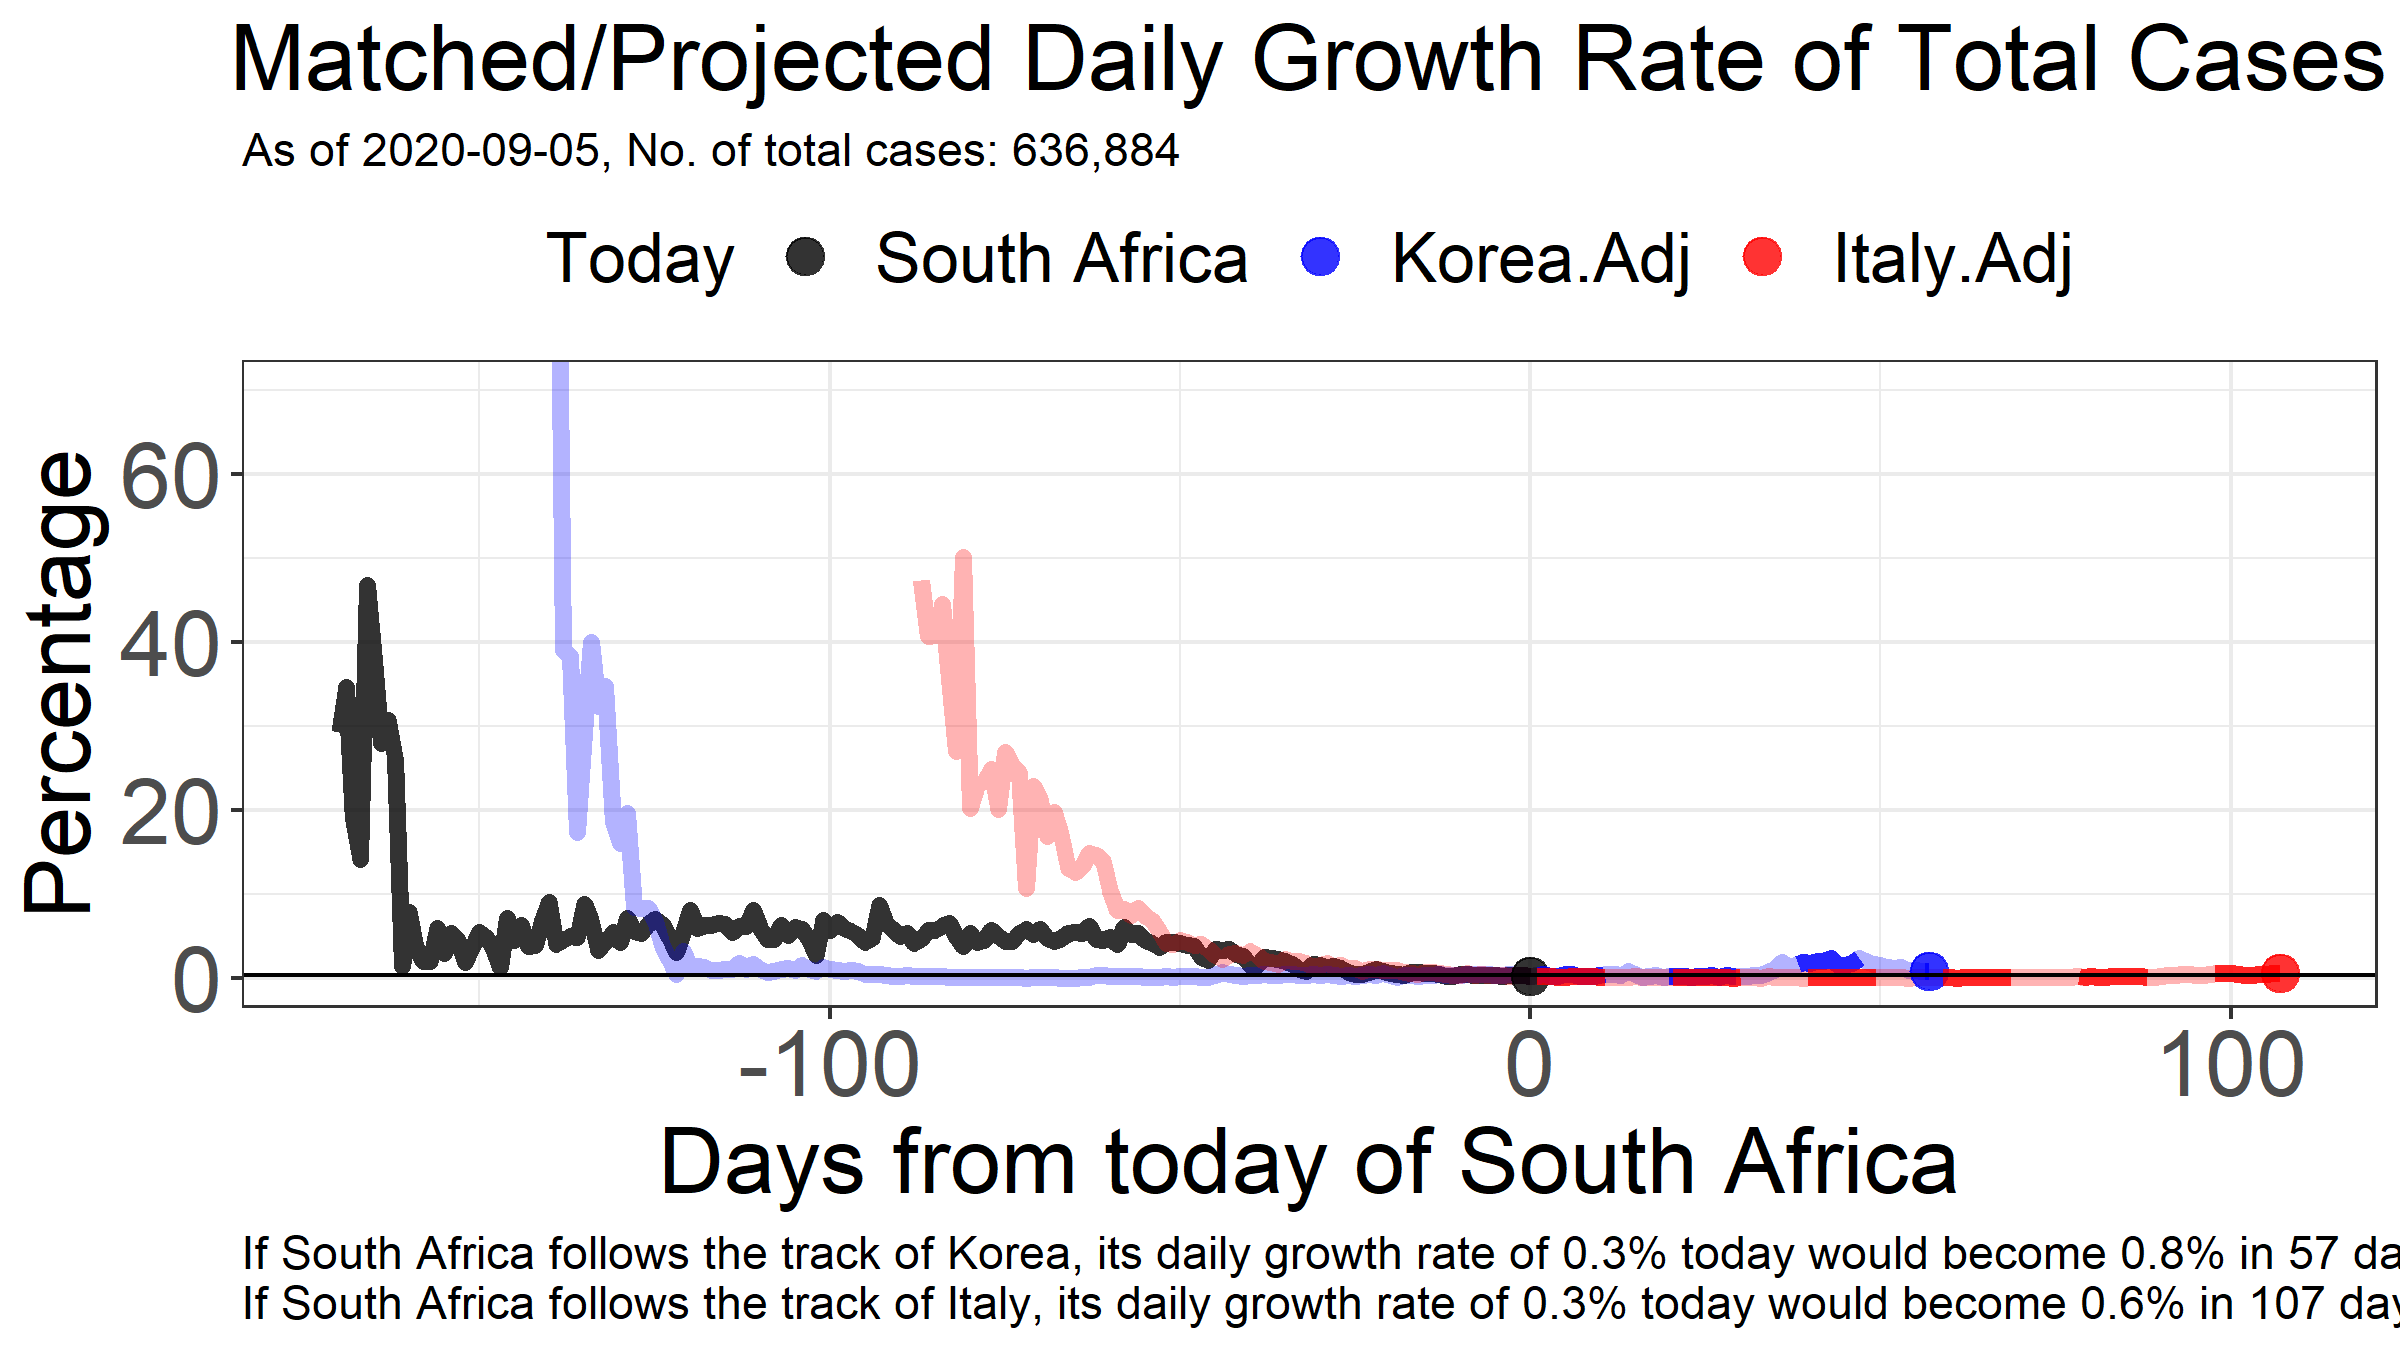 Matched/Projected Daily Growth Rate of Total Cases
As of 2020-09-05, No. of total cases: 636,884
Today South Africa Korea.Adj Italy.Adj
Percentage
60
40
20
0
-100 0 100
Days from today of South Africa
If South Africa follows the track of Korea, its daily growth rate of 0.3% today would become 0.8% in 57 da
If South Africa follows the track of Italy, its daily growth rate of 0.3% today would become 0.6% in 107 day